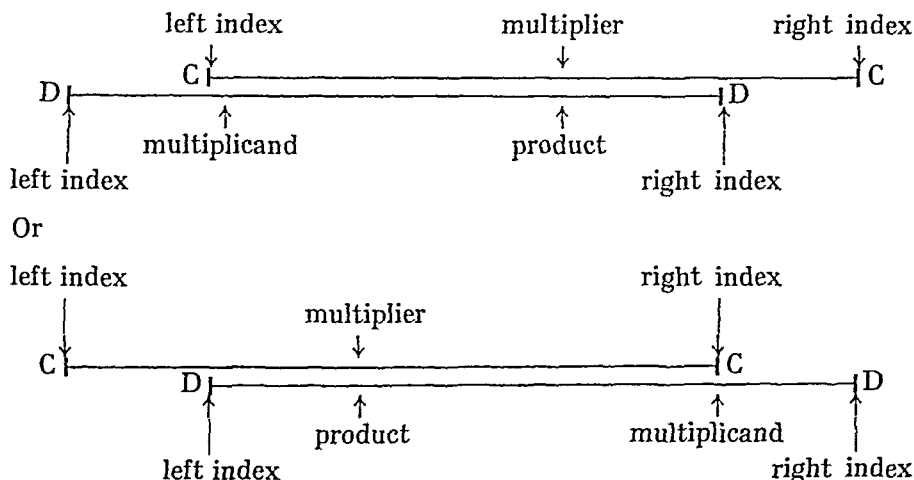 left index multiplier right index
C C
D D
multiplicand product
left index right index
Or
left index right index
multiplier
C C
D D
product multiplicand
left index right index